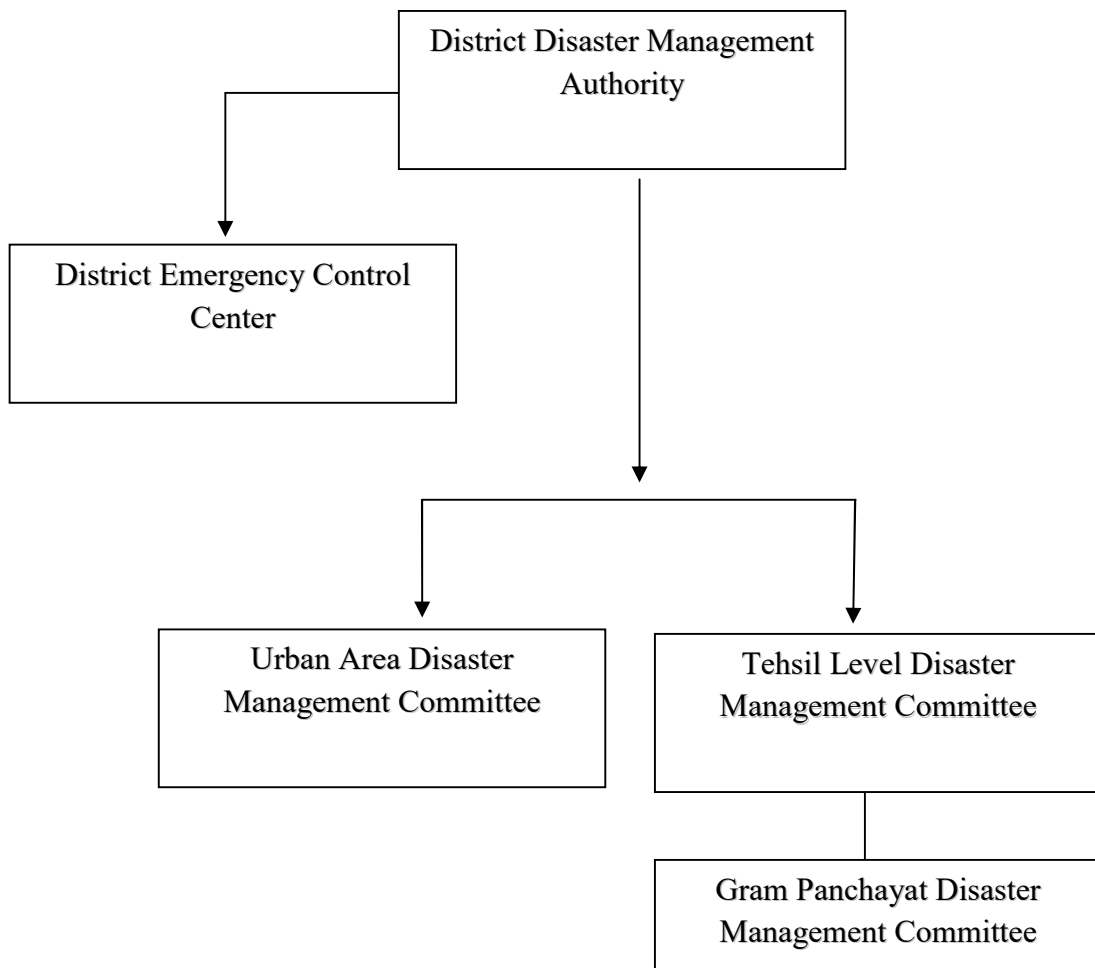 District Disaster Management
Authority
District Emergency Control
Center
Urban Area Disaster
Management Committee
Tehsil Level Disaster
Management Committee
Gram Panchayat Disaster
Management Committee